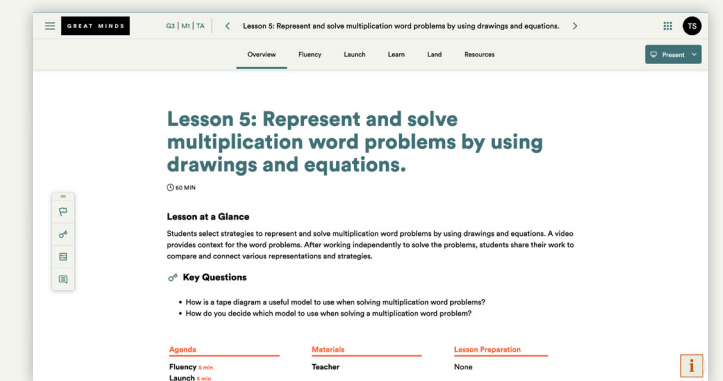 GREAT MINDS
G3 | M1 | TA
Lesson 5: Represent and solve multiplication word problems by using drawings and equations.
TS
Overview
Fluency
Launch
Learn
Land
Resources
Present
Lesson 5: Represent and solve
multiplication word problems by using
drawings and equations.
60 MIN
Lesson at a Glance
Students select strategies to represent and solve multiplication word problems by using drawings and equations. A video
provides context for the word problems. After working independently to solve the problems, students share their work to
compare and connect various representations and strategies.
Key Questions
• How is a tape diagram a useful model to use when solving multiplication word problems?
• How do you decide which model to use when solving a multiplication word problem?
Agenda
Materials
Lesson Preparation
Fluency 5 min
Teacher
None
Launch 5 min
i